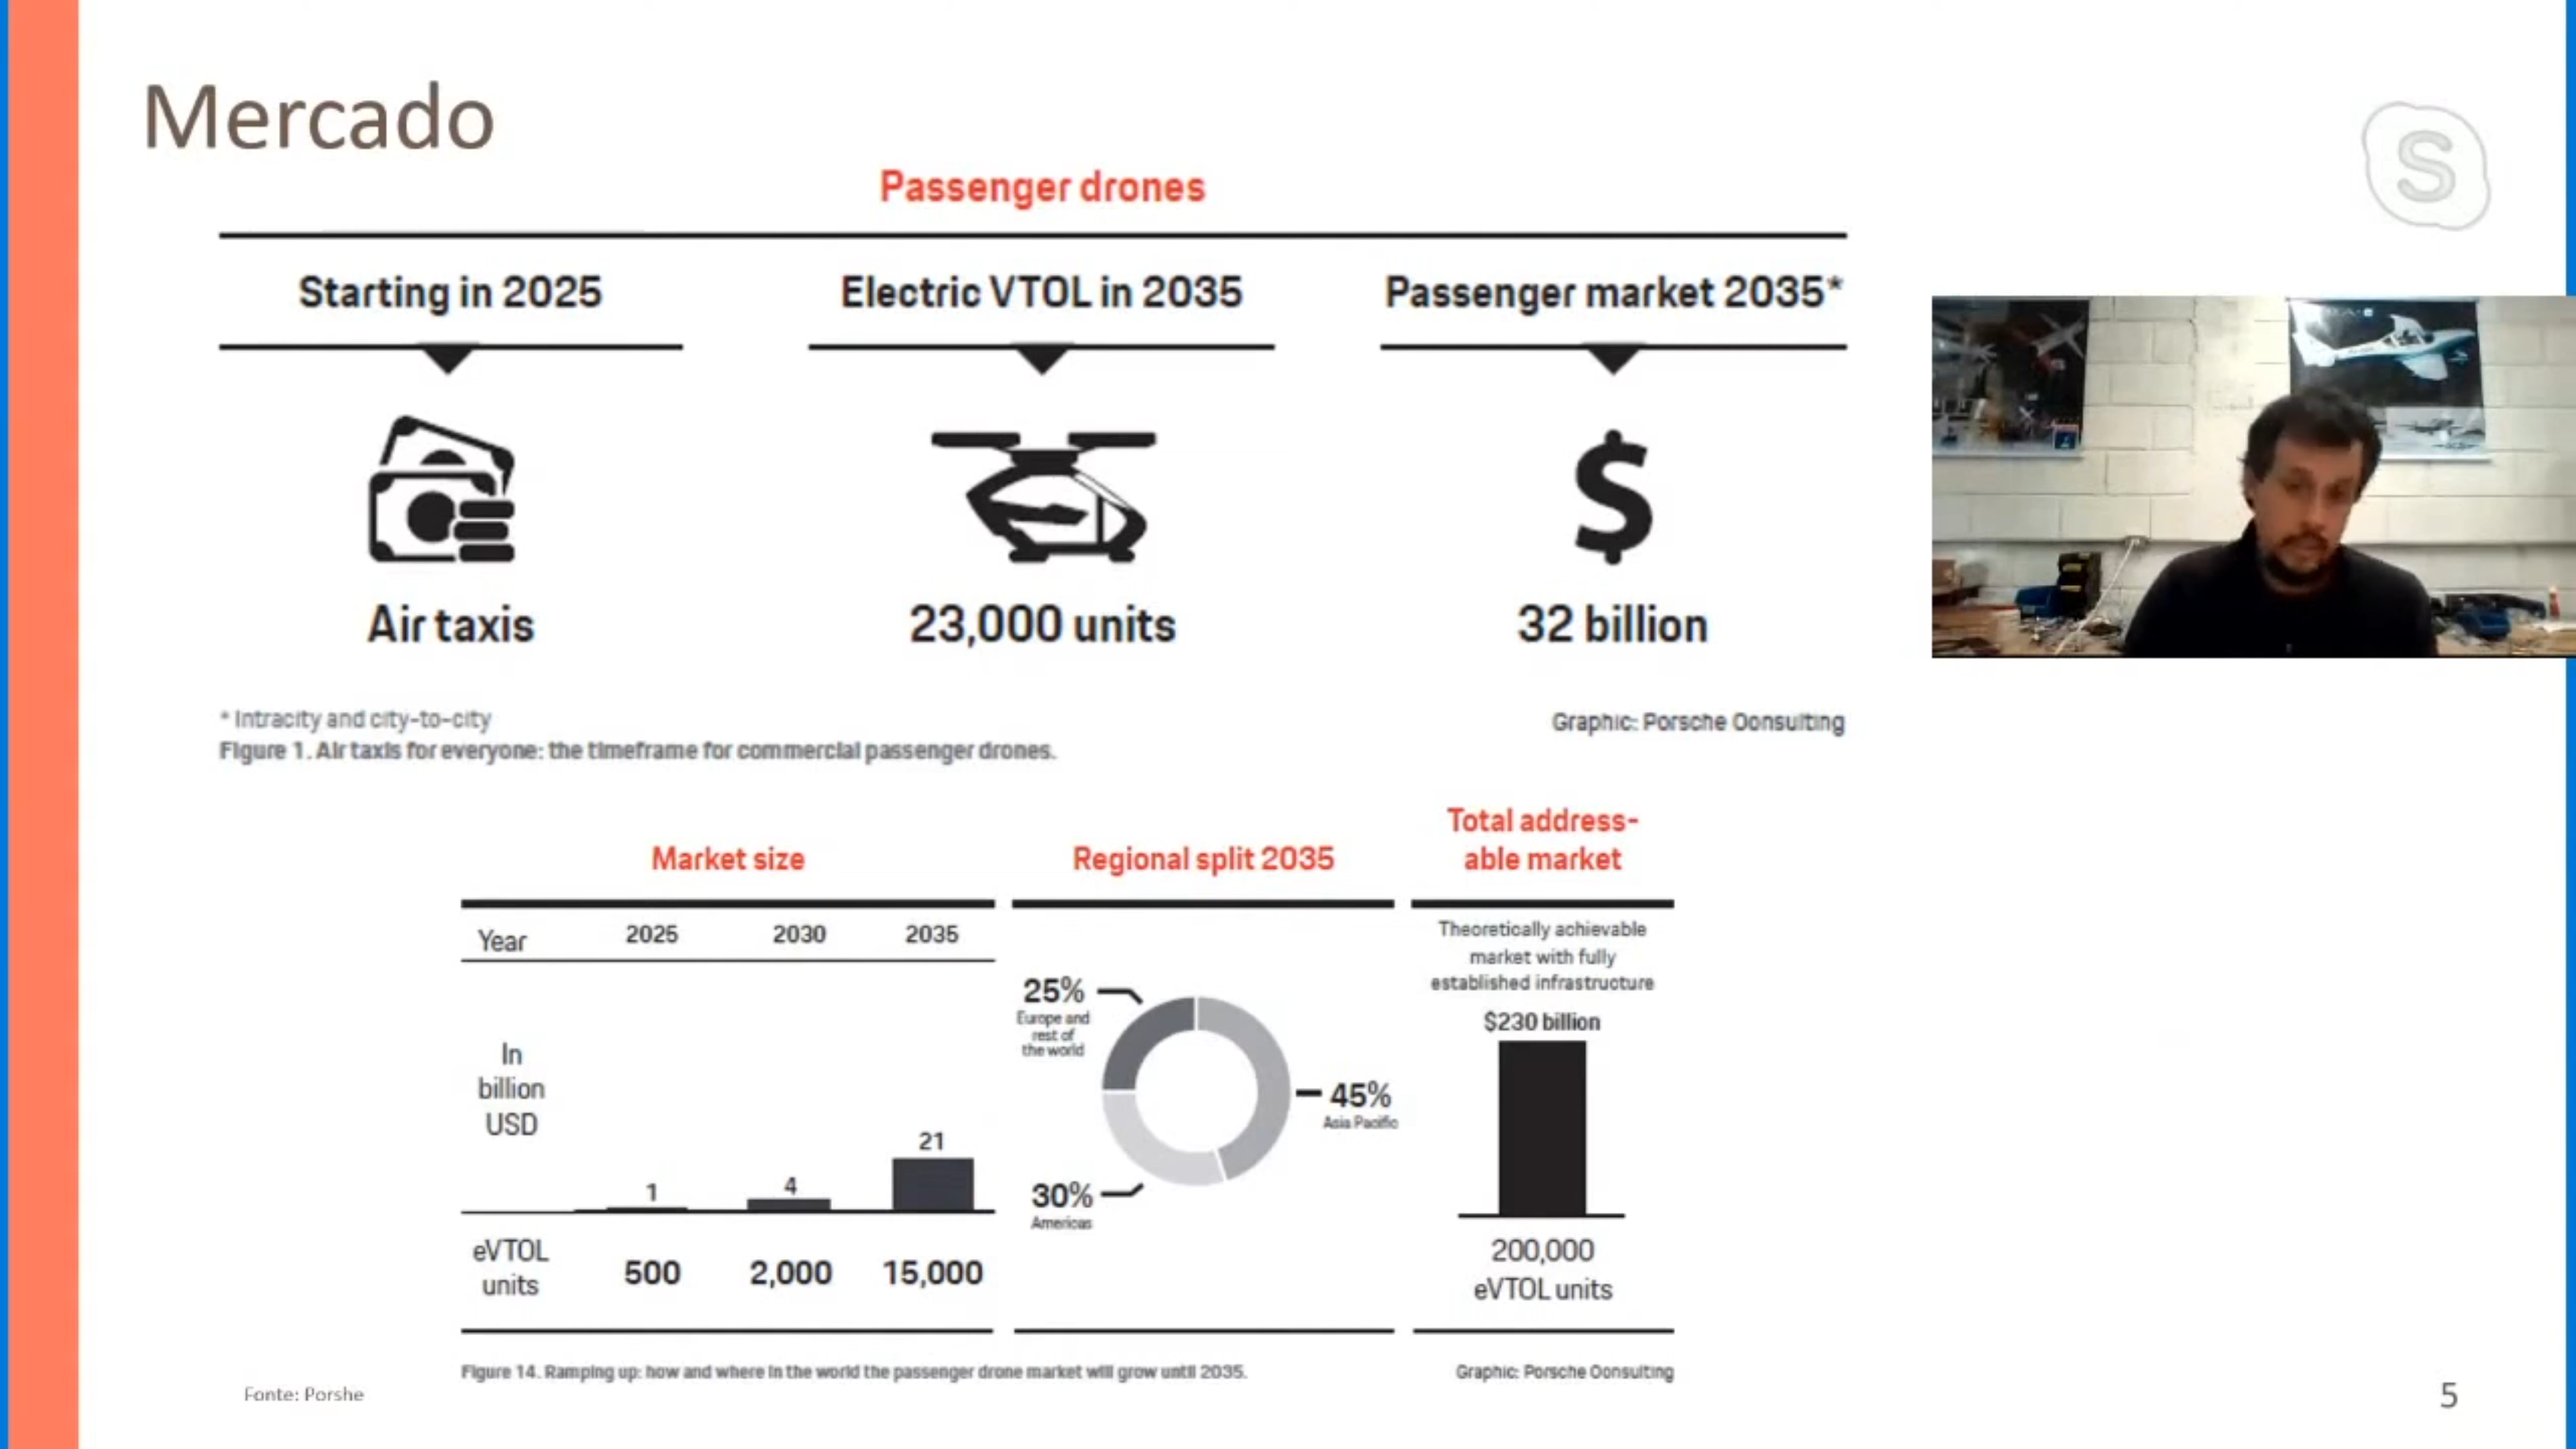 Mercado
S
Passenger drones
Starting in 2025
Electric VTOL in 2035
Passenger market 2035*
Air taxis
23,000 units
$
32 billion
* Intracity and city-to-city
Graphic: Porsche Consulting
Figure 1. Air taxis for everyone: the timeframe for commercial passenger drones.
Market size
Year 2025 2030 2035
In
billion
USD
1 4 21
eVTOL
units
500 2,000 15,000
Regional split 2035
25%
Europe and
rest of
the world
45%
Asia Pacific
30%
Americas
Total address-
able market
Theoretically achievable
market with fully
established infrastructure
$230 billion
200,000
eVTOL units
Figure 14. Ramping up: how and where in the world the passenger drone market will grow until 2035.
Graphic: Porsche Consulting
Fonte: Porshe
5